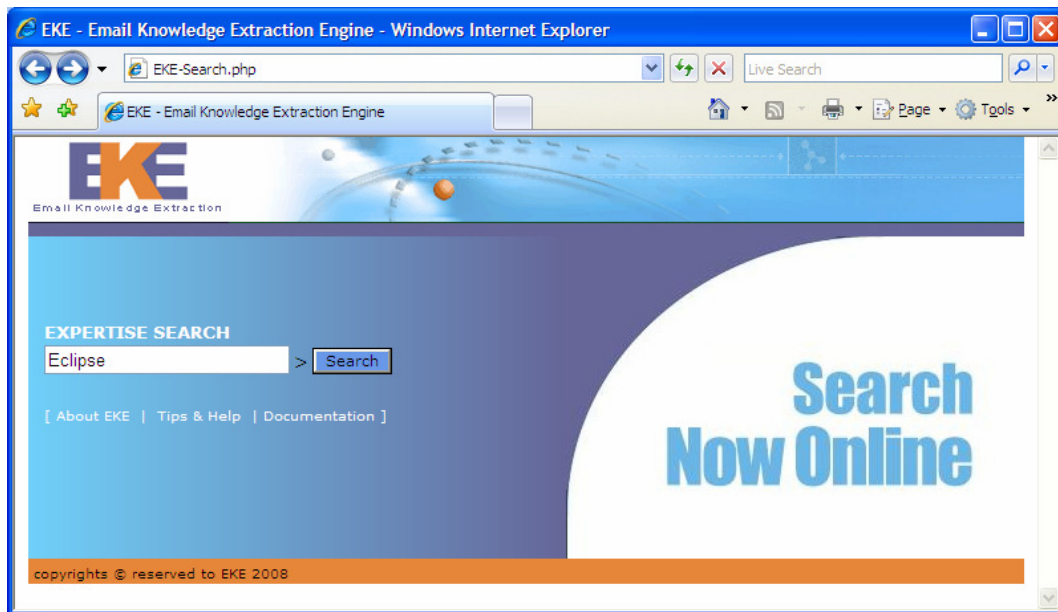 EKE - Email Knowledge Extraction Engine - Windows Internet Explorer
EKE-Search.php
Live Search
EKE - Email Knowledge Extraction Engine
Page
Tools
»
EKE
Email Knowledge Extraction
EXPERTISE SEARCH
Eclipse > Search
[ About EKE | Tips & Help | Documentation ]
Search
Now Online
copyrights © reserved to EKE 2008